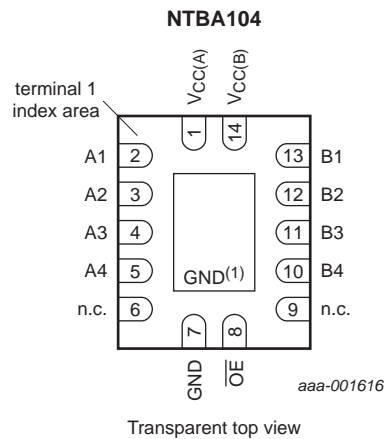 NTBA104
terminal 1
index area
VCC(A)
VCC(B)
1
14
A1 2
13 B1
A2 3
12 B2
A3 4
11 B3
A4 5
10 B4
GND(1)
n.c. 6
9 n.c.
7
8
GND
OE
aaa-001616
Transparent top view